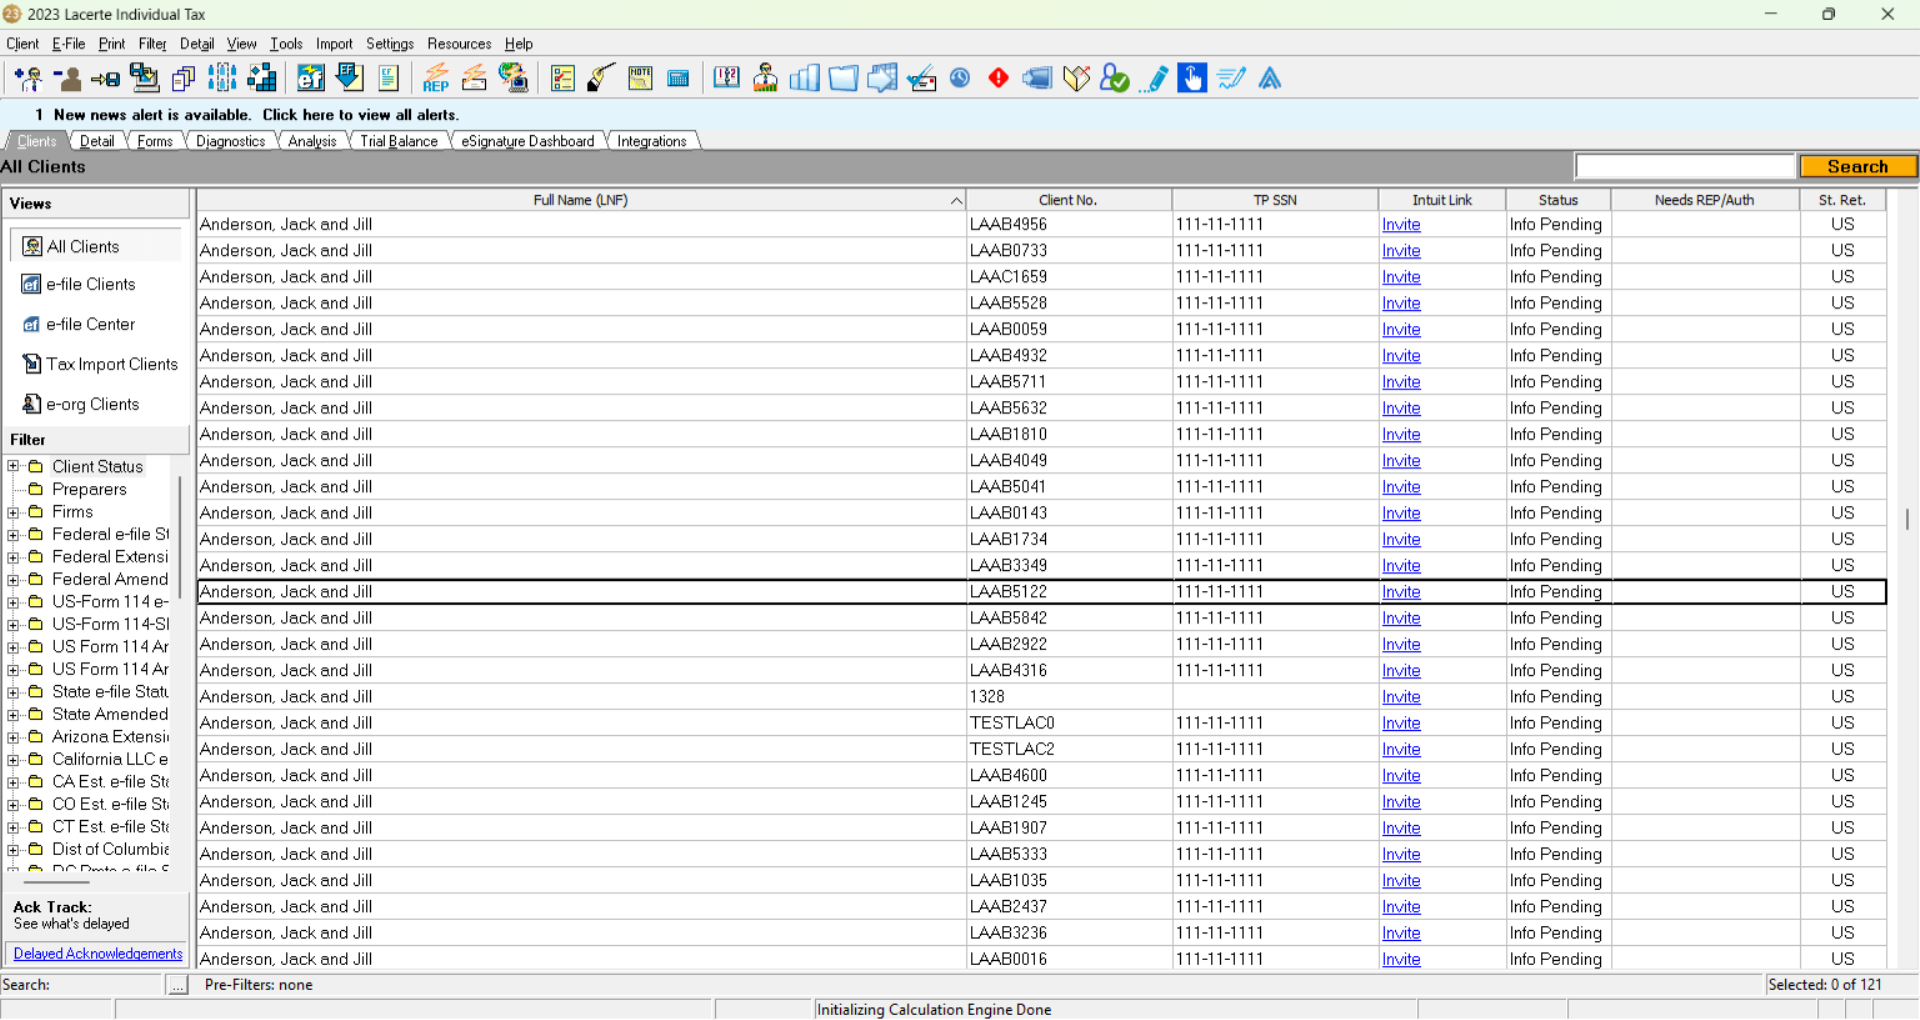 23 2023 Lacerte Individual Tax
Client E-File Print Filter Detail View Tools Import Settings Resources Help
1 New news alert is available. Click here to view all alerts.
Clients Detail Forms Diagnostics Analysis Trial Balance eSignature Dashboard Integrations
All Clients
Search
Views
All Clients
e-file Clients
e-file Center
Tax Import Clients
e-org Clients
Filter
Client Status
Preparers
Firms
Federal e-file St
Federal Extensi
Federal Amend
US-Form 114 e-
US-Form 114-SI
US Form 114 Ar
US Form 114 Ar
State e-file Statu
State Amended
Arizona Extensi
California LLC e
CA Est. e-file Sta
CO Est. e-file Sta
CT Est. e-file Sta
Dist of Columbia
Ack Track:
See what's delayed
Delayed Acknowledgements
Full Name (LNF) Client No. TP SSN Intuit Link Status Needs REP/Auth St. Ret.
Anderson, Jack and Jill LAAB4956 111-11-1111 Invite Info Pending US
Anderson, Jack and Jill LAAB0733 111-11-1111 Invite Info Pending US
Anderson, Jack and Jill LAAC1659 111-11-1111 Invite Info Pending US
Anderson, Jack and Jill LAAB5528 111-11-1111 Invite Info Pending US
Anderson, Jack and Jill LAAB0059 111-11-1111 Invite Info Pending US
Anderson, Jack and Jill LAAB4932 111-11-1111 Invite Info Pending US
Anderson, Jack and Jill LAAB5711 111-11-1111 Invite Info Pending US
Anderson, Jack and Jill LAAB5632 111-11-1111 Invite Info Pending US
Anderson, Jack and Jill LAAB1810 111-11-1111 Invite Info Pending US
Anderson, Jack and Jill LAAB4049 111-11-1111 Invite Info Pending US
Anderson, Jack and Jill LAAB5041 111-11-1111 Invite Info Pending US
Anderson, Jack and Jill LAAB0143 111-11-1111 Invite Info Pending US
Anderson, Jack and Jill LAAB1734 111-11-1111 Invite Info Pending US
Anderson, Jack and Jill LAAB3349 111-11-1111 Invite Info Pending US
Anderson, Jack and Jill LAAB5122 111-11-1111 Invite Info Pending US
Anderson, Jack and Jill LAAB5842 111-11-1111 Invite Info Pending US
Anderson, Jack and Jill LAAB2922 111-11-1111 Invite Info Pending US
Anderson, Jack and Jill LAAB4316 111-11-1111 Invite Info Pending US
Anderson, Jack and Jill 1328 Invite Info Pending US
Anderson, Jack and Jill TESTLAC0 111-11-1111 Invite Info Pending US
Anderson, Jack and Jill TESTLAC2 111-11-1111 Invite Info Pending US
Anderson, Jack and Jill LAAB4600 111-11-1111 Invite Info Pending US
Anderson, Jack and Jill LAAB1245 111-11-1111 Invite Info Pending US
Anderson, Jack and Jill LAAB1907 111-11-1111 Invite Info Pending US
Anderson, Jack and Jill LAAB5333 111-11-1111 Invite Info Pending US
Anderson, Jack and Jill LAAB1035 111-11-1111 Invite Info Pending US
Anderson, Jack and Jill LAAB2437 111-11-1111 Invite Info Pending US
Anderson, Jack and Jill LAAB3236 111-11-1111 Invite Info Pending US
Anderson, Jack and Jill LAAB0016 111-11-1111 Invite Info Pending US
Search: ... Pre-Filters: none Selected: 0 of 121
Initializing Calculation Engine Done